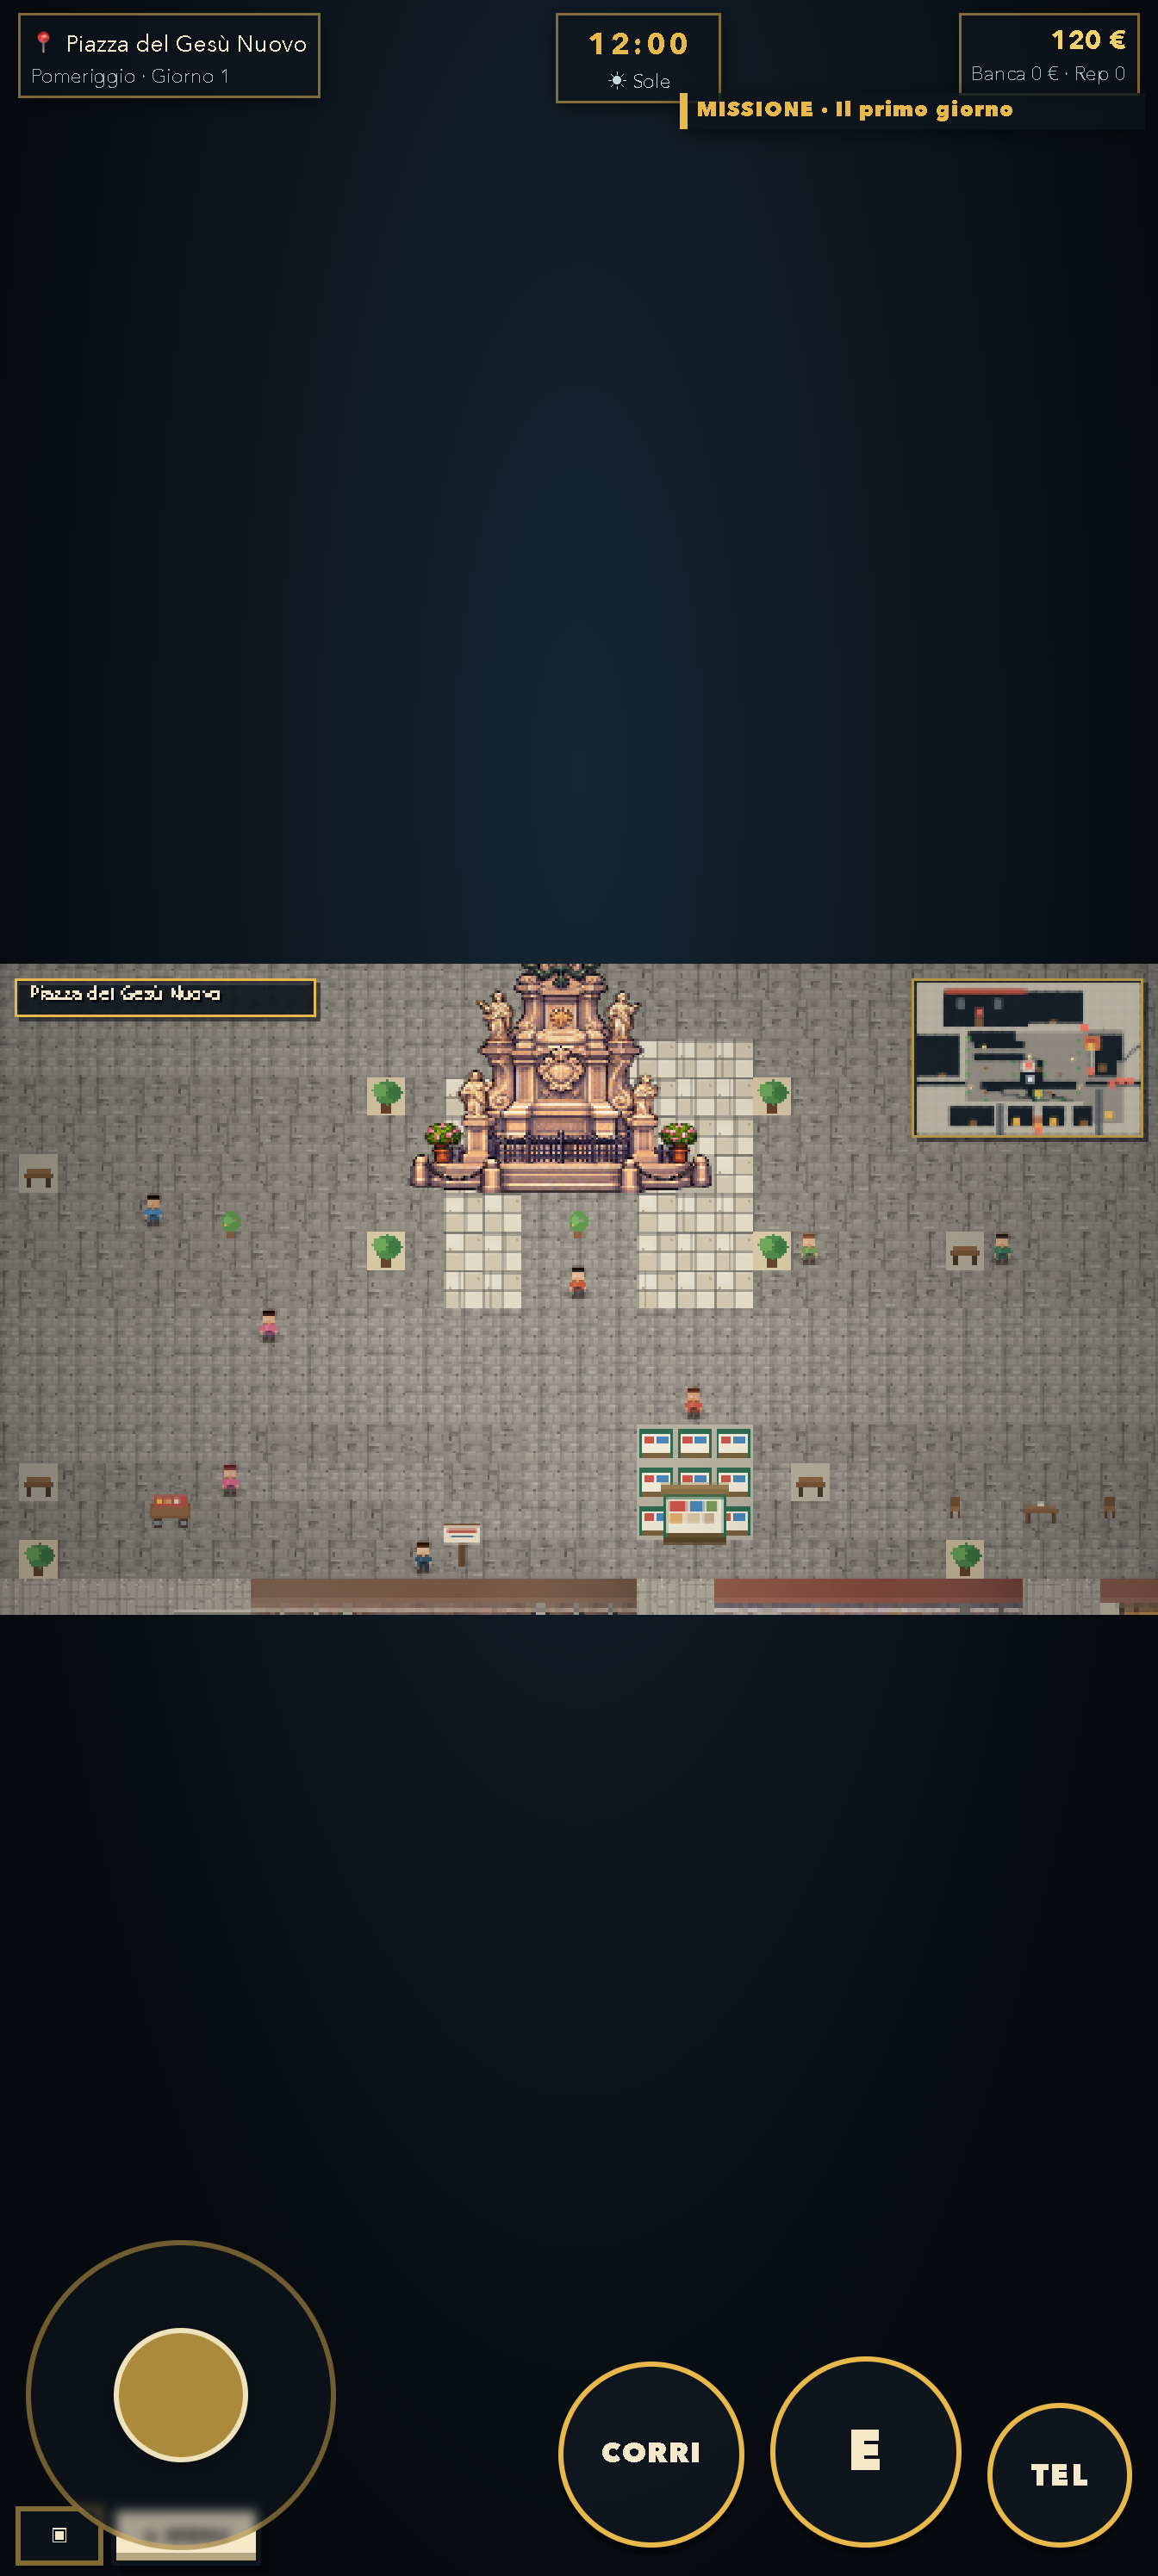 📍 Piazza del Gesù Nuovo
Pomeriggio · Giorno 1
12:00
☀ Sole
120 €
Banca 0 € · Rep 0
MISSIONE · Il primo giorno
Piazza del Gesù Nuovo
CORRI
E
TEL